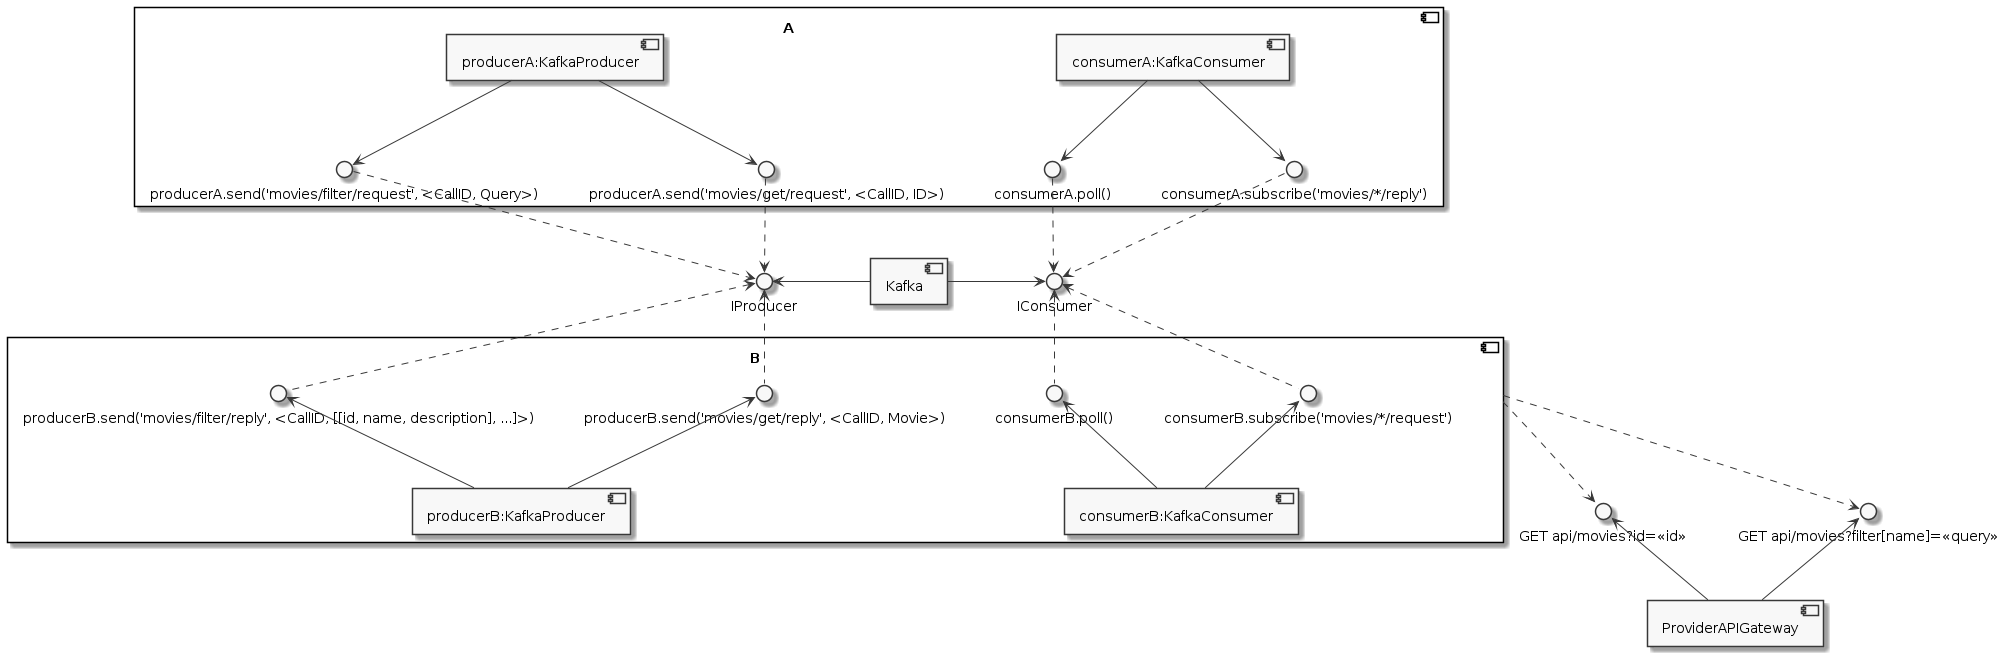 A
producerA:KafkaProducer
consumerA:KafkaConsumer
producerA.send('movies/filter/request', <CallID, Query>)
producerA.send('movies/get/request', <CallID, ID>)
consumerA.poll()
consumerA.subscribe('movies/*/reply')
Kafka
IProducer
IConsumer
B
producerB.send('movies/filter/reply', <CallID, [[id, name, description], ...]>)
producerB.send('movies/get/reply', <CallID, Movie>)
consumerB.poll()
consumerB.subscribe('movies/*/request')
producerB:KafkaProducer
consumerB:KafkaConsumer
GET api/movies?id=«id»
GET api/movies?filter[name]=«query»
ProviderAPIGateway